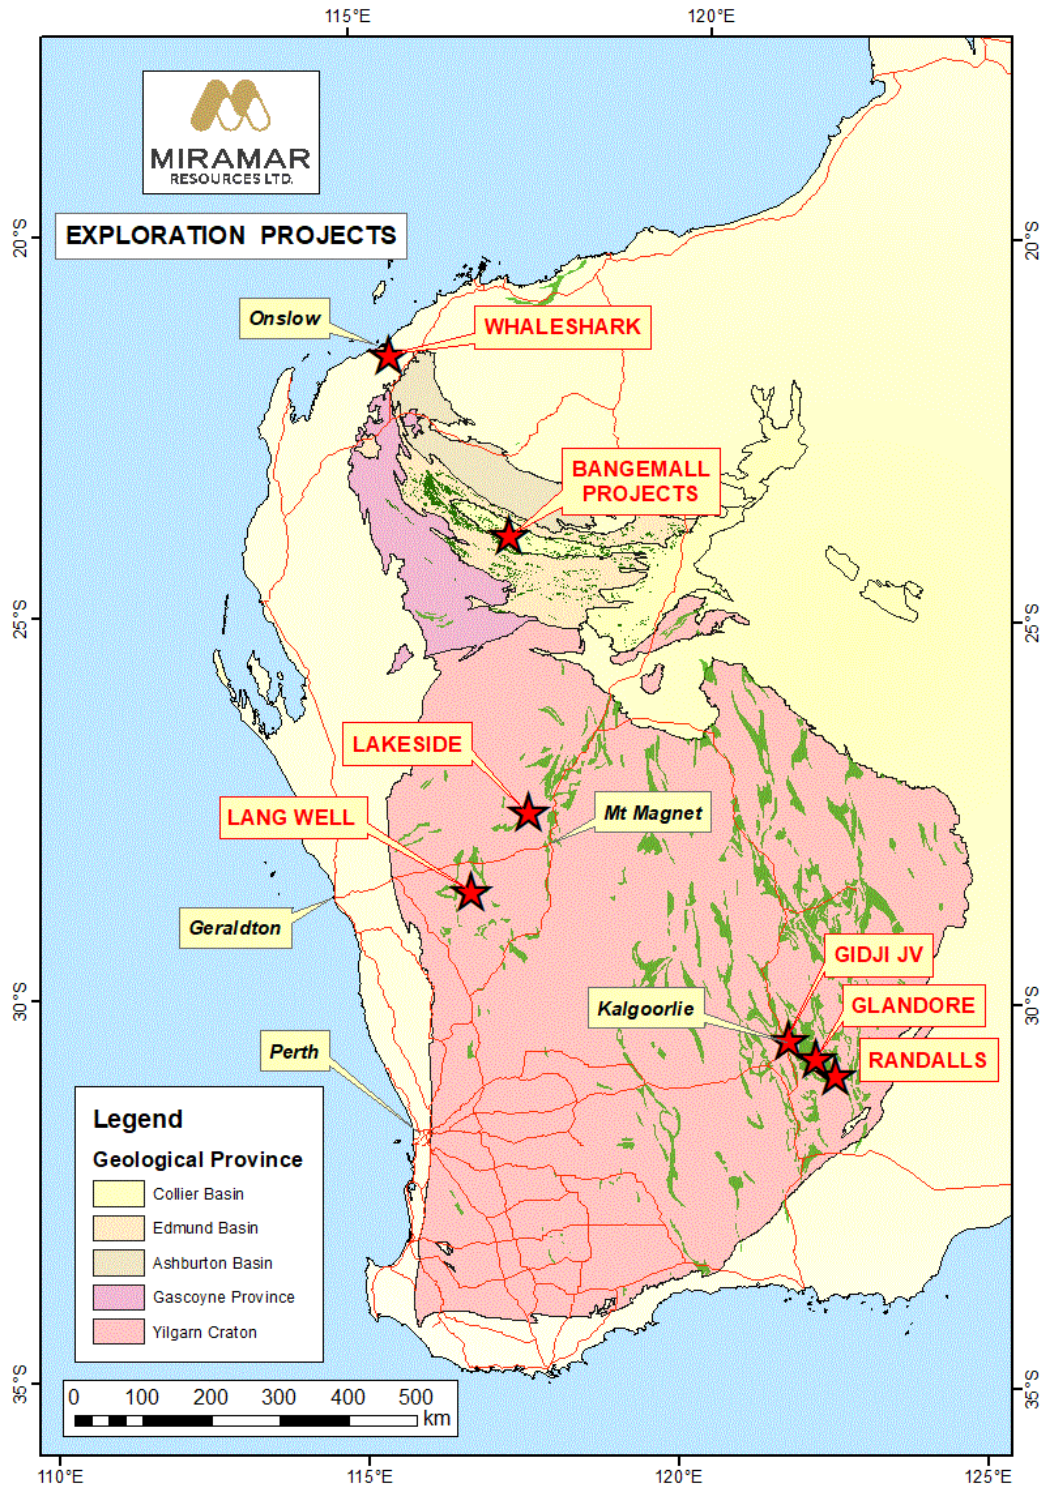 115°E
120°E
MIRAMAR
RESOURCES LTD.
EXPLORATION PROJECTS
20°S
20°S
Onslow
WHALESHARK
BANGEMALL
PROJECTS
25°S
25°S
LAKESIDE
LANG WELL
Mt Magnet
Geraldton
GIDJI JV
30°S
30°S
Kalgoorlie
GLANDORE
Perth
RANDALLS
Legend
Geological Province
Collier Basin
Edmund Basin
Ashburton Basin
Gascoyne Province
Yilgarn Craton
35°S
35°S
0 100 200 300 400 500
km
110°E
115°E
120°E
125°E